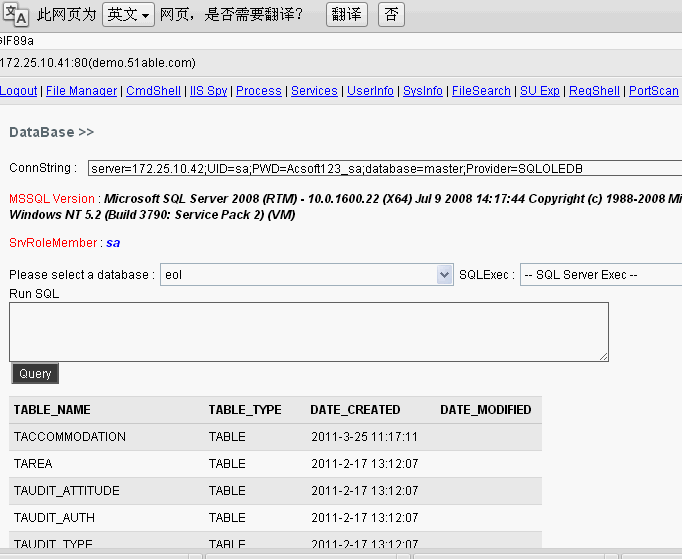 此网页为 英文 网页，是否需要翻译? 翻译 否
GIF89a
172.25.10.41:80(demo.51able.com)
Logout | File Manager | CmdShell | IIS Spy | Process | Services | UserInfo | SysInfo | FileSearch | SU Exp | RegShell | PortScan
DataBase >>
ConnString : server=172.25.10.42;UID=sa;PWD=Acsoft123_sa;database=master;Provider=SQLOLEDB
MSSQL Version : Microsoft SQL Server 2008 (RTM) - 10.0.1600.22 (X64) Jul 9 2008 14:17:44 Copyright (c) 1988-2008 Mi
Windows NT 5.2 (Build 3790: Service Pack 2) (VM)
SrvRoleMember : sa
Please select a database : eol SQLExec : -- SQL Server Exec --
Run SQL
Query
TABLE_NAME TABLE_TYPE DATE_CREATED DATE_MODIFIED
TACCOMMODATION TABLE 2011-3-25 11:17:11
TAREA TABLE 2011-2-17 13:12:07
TAUDIT_ATTITUDE TABLE 2011-2-17 13:12:07
TAUDIT_AUTH TABLE 2011-2-17 13:12:07
TAUDIT_TYPE TABLE 2011-2-17 13:12:07